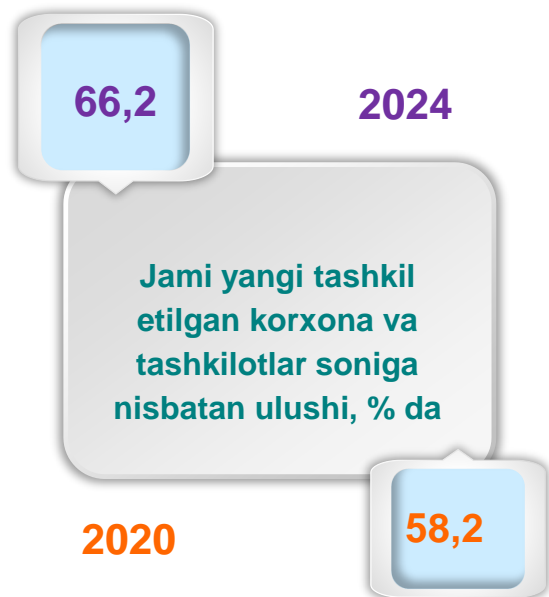 66,2
2024
Jami yangi tashkil
etilgan korxona va
tashkilotlar soniga
nisbatan ulushi, % da
2020
58,2